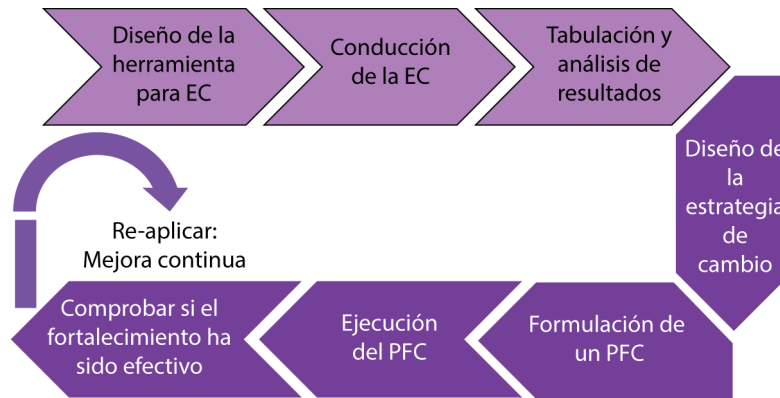 Diseño de la
herramienta
para EC
Conducción
de la EC
Tabulación y
análisis de
resultados
Diseño de
la
estrategia
de
cambio
Formulación de
un PFC
Ejecución
del PFC
Comprobar si el
fortalecimiento ha
sido efectivo
Re-aplicar:
Mejora continua